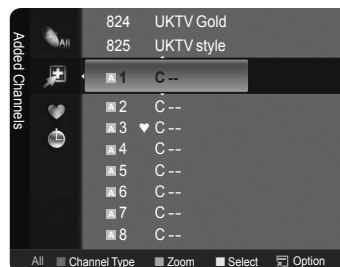 Added Channels
All
824 UKTV Gold
825 UKTV style
A 1 C --
A 2 C --
A 3 ♥ C --
A 4 C --
A 5 C --
A 6 C --
A 7 C --
A 8 C --
All Channel Type Zoom Select Option